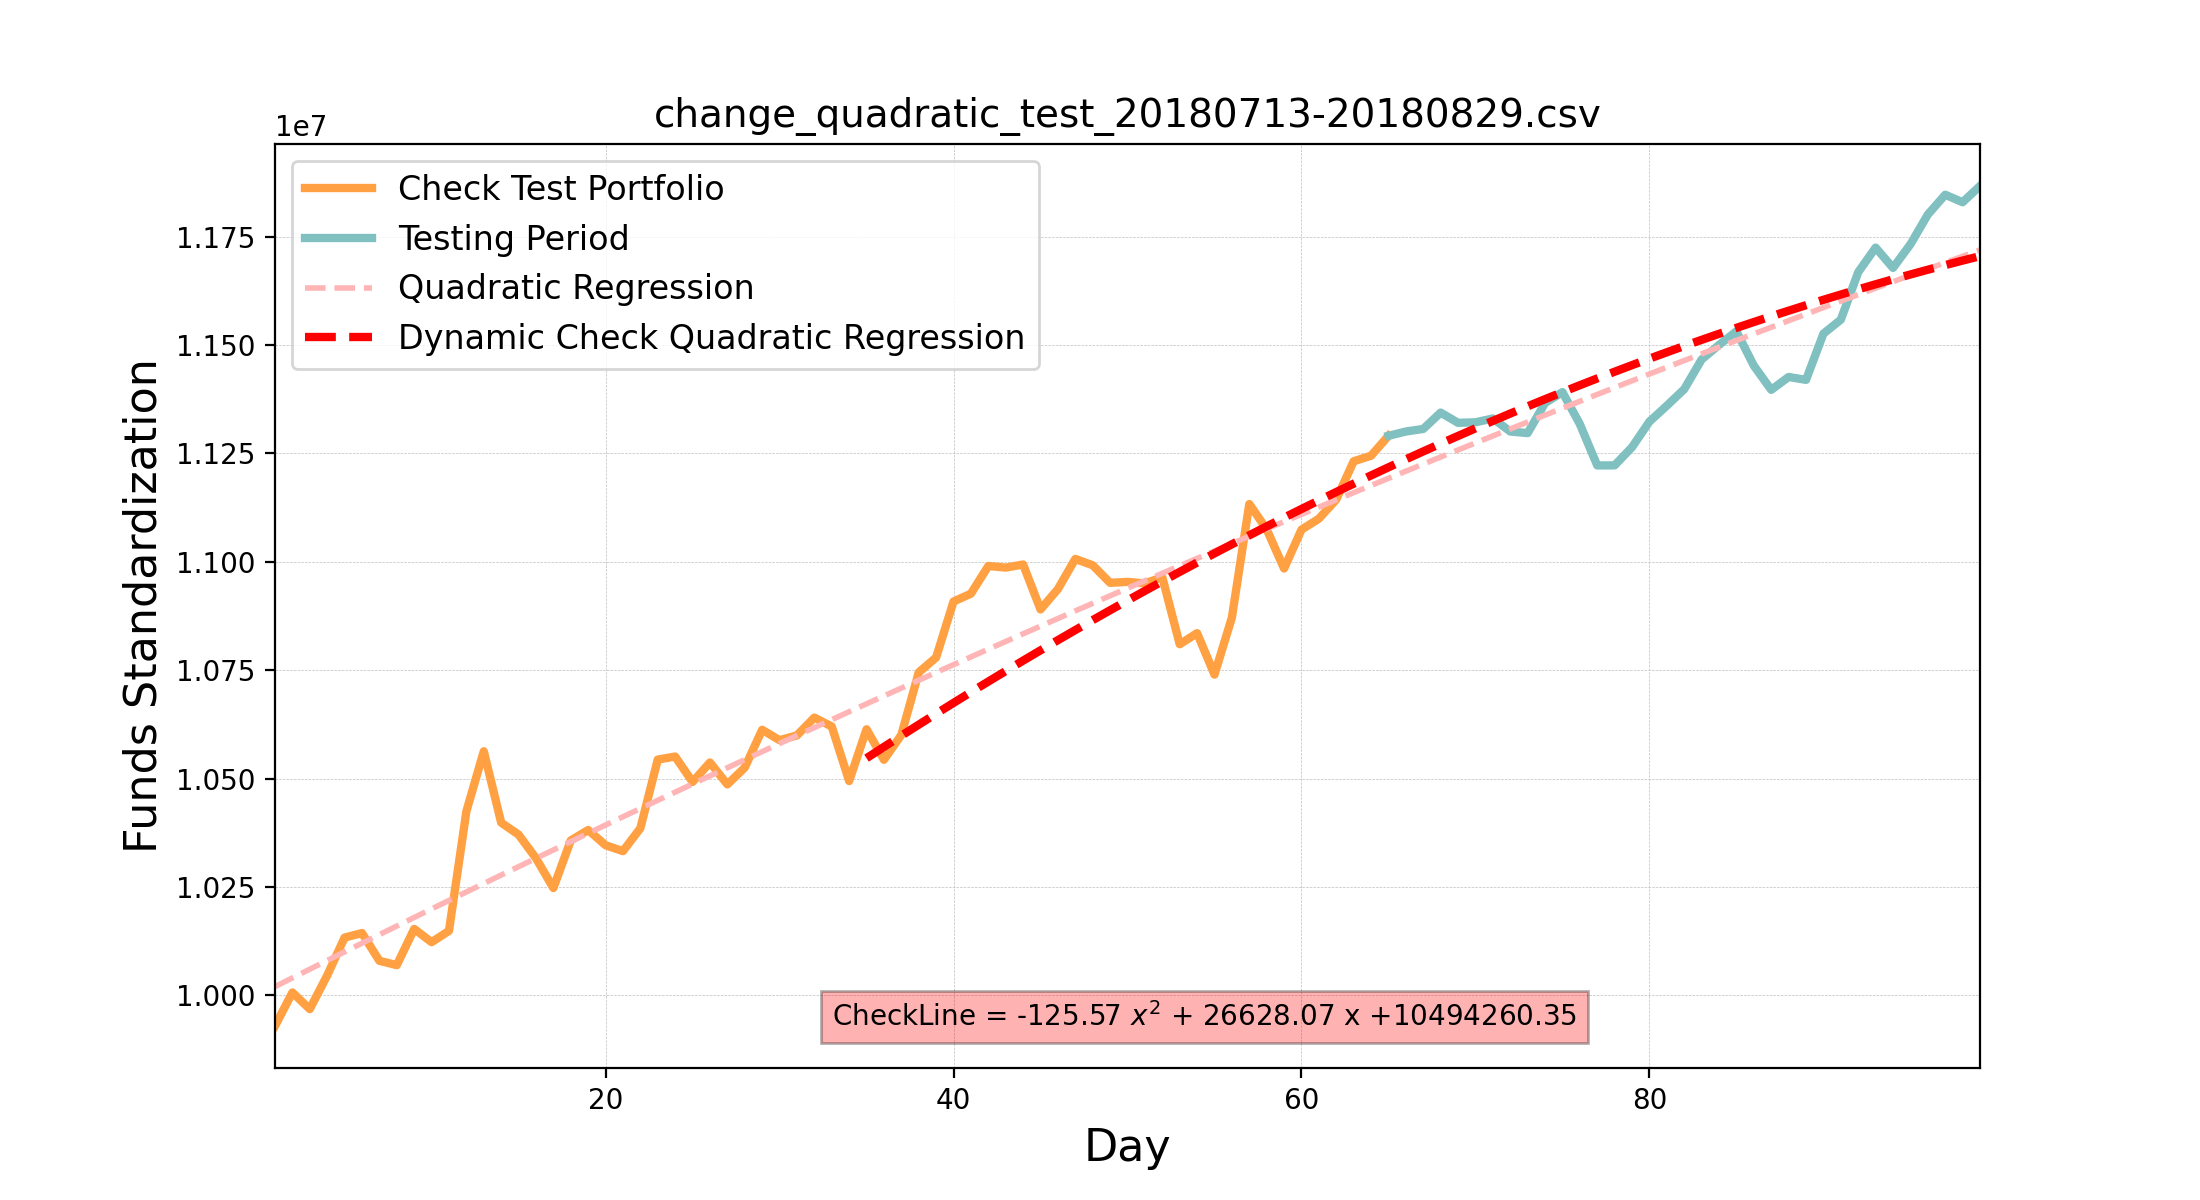 change_quadratic_test_20180713-20180829.csv
1e7
Check Test Portfolio
Testing Period
Quadratic Regression
Dynamic Check Quadratic Regression
1.175
1.150
1.125
1.100
1.075
1.050
1.025
1.000
Funds Standardization
CheckLine = -125.57 x² + 26628.07 x +10494260.35
20 40 60 80
Day